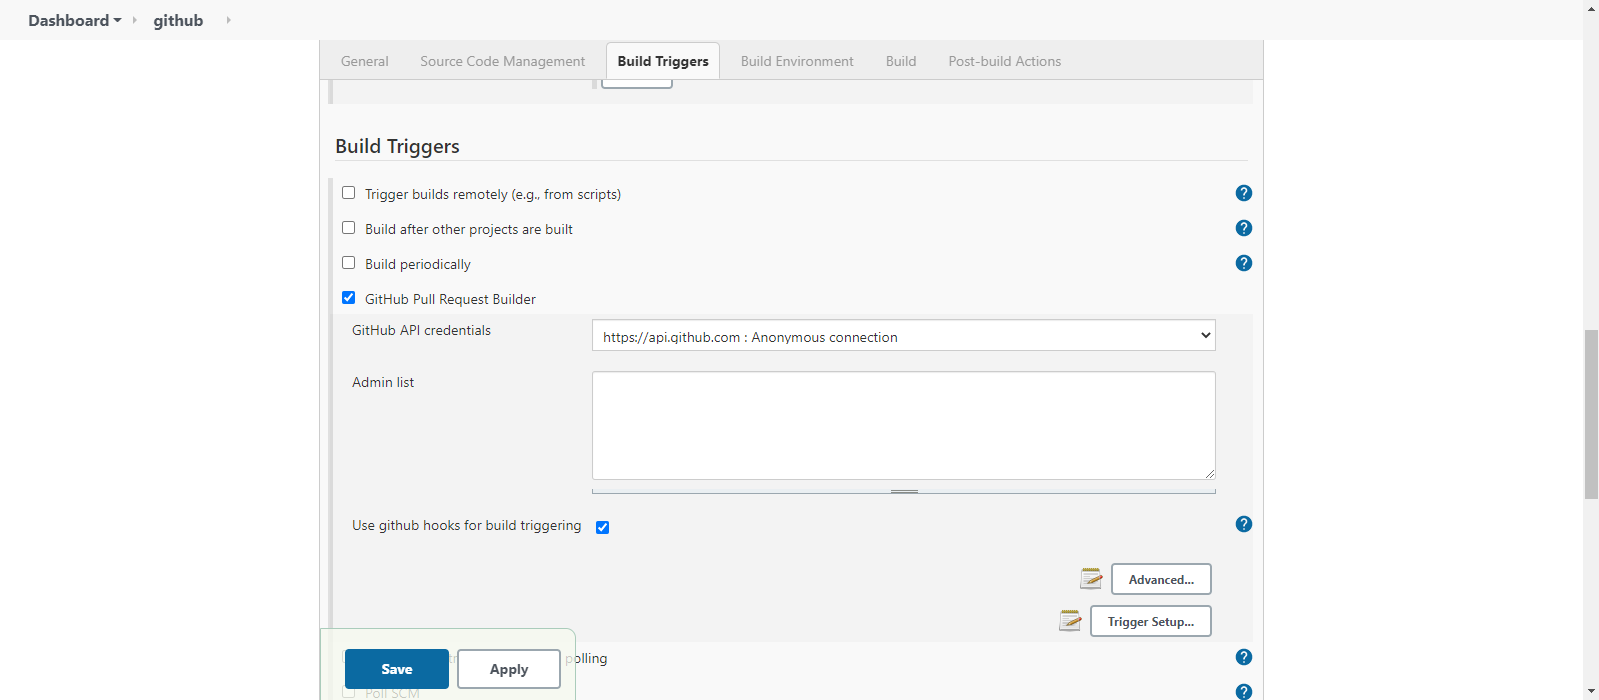 Dashboard
github
General
Source Code Management
Build Triggers
Build Environment
Build
Post-build Actions
Build Triggers
Trigger builds remotely (e.g., from scripts)
Build after other projects are built
Build periodically
GitHub Pull Request Builder
GitHub API credentials
https://api.github.com : Anonymous connection
Admin list
Use github hooks for build triggering
Advanced...
Trigger Setup...
polling
Save
Apply
Poll SCM